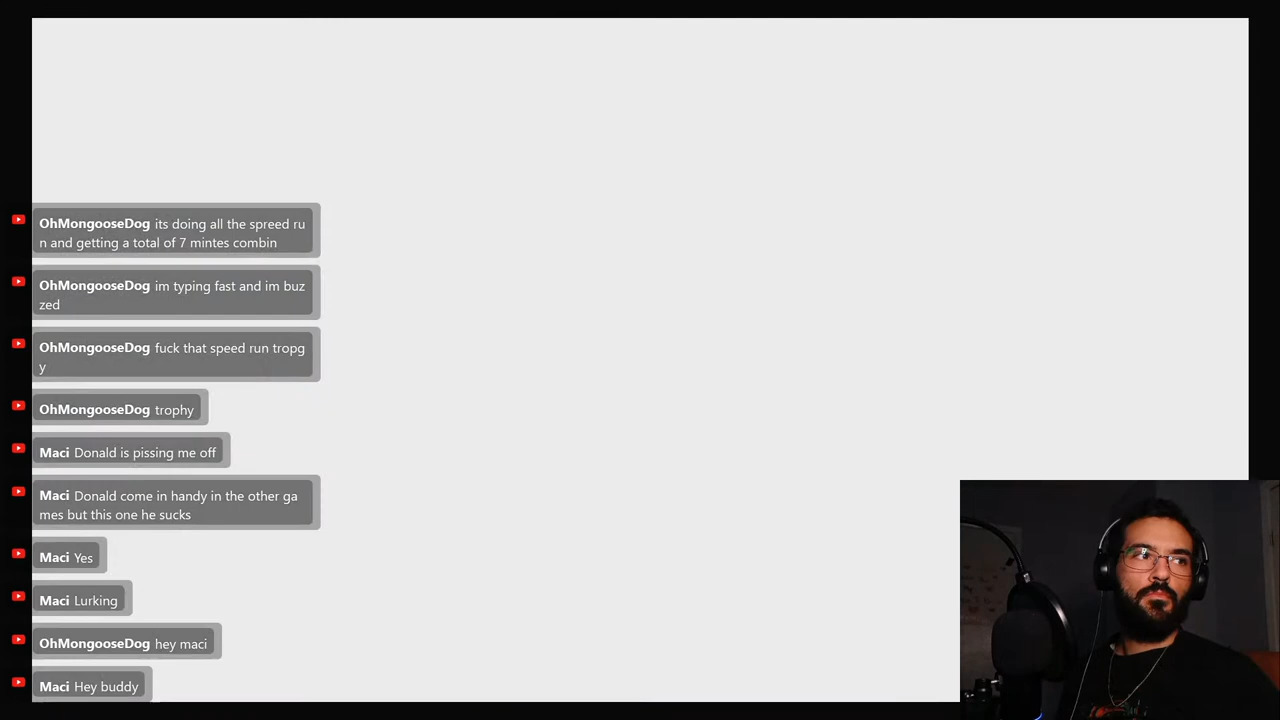 OhMongooseDog its doing all the spreed ru
n and getting a total of 7 mintes combin
OhMongooseDog im typing fast and im buz
zed
OhMongooseDog fuck that speed run tropg
y
OhMongooseDog trophy
Maci Donald is pissing me off
Maci Donald come in handy in the other ga
mes but this one he sucks
Maci Yes
Maci Lurking
OhMongooseDog hey maci
Maci Hey buddy